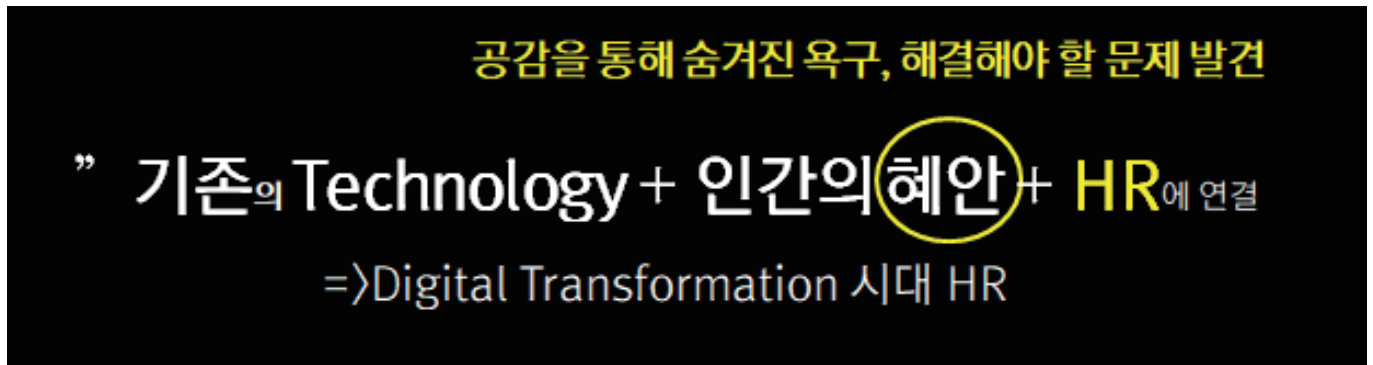 공감을 통해 숨겨진 욕구, 해결해야 할 문제 발견
” 기존의 Technology + 인간의 혜안 + HR에 연결
=>Digital Transformation 시대 HR